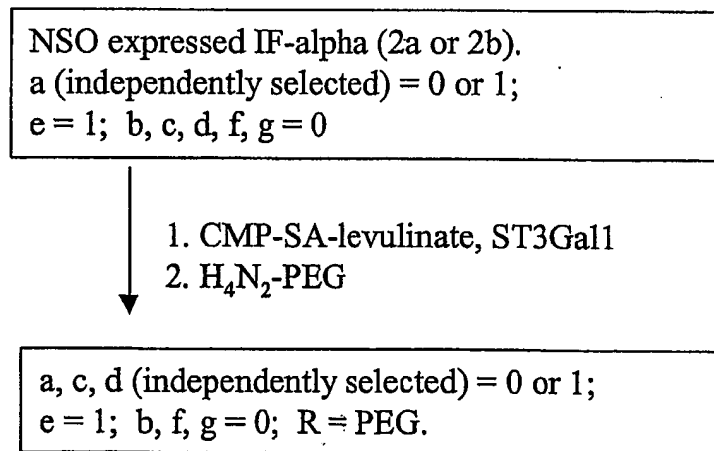 NSO expressed IF-alpha (2a or 2b).
a (independently selected) = 0 or 1;
e = 1; b, c, d, f, g = 0
1. CMP-SA-levulinate, ST3Gal1
2. H₄N₂-PEG
a, c, d (independently selected) = 0 or 1;
e = 1; b, f, g = 0; R = PEG.